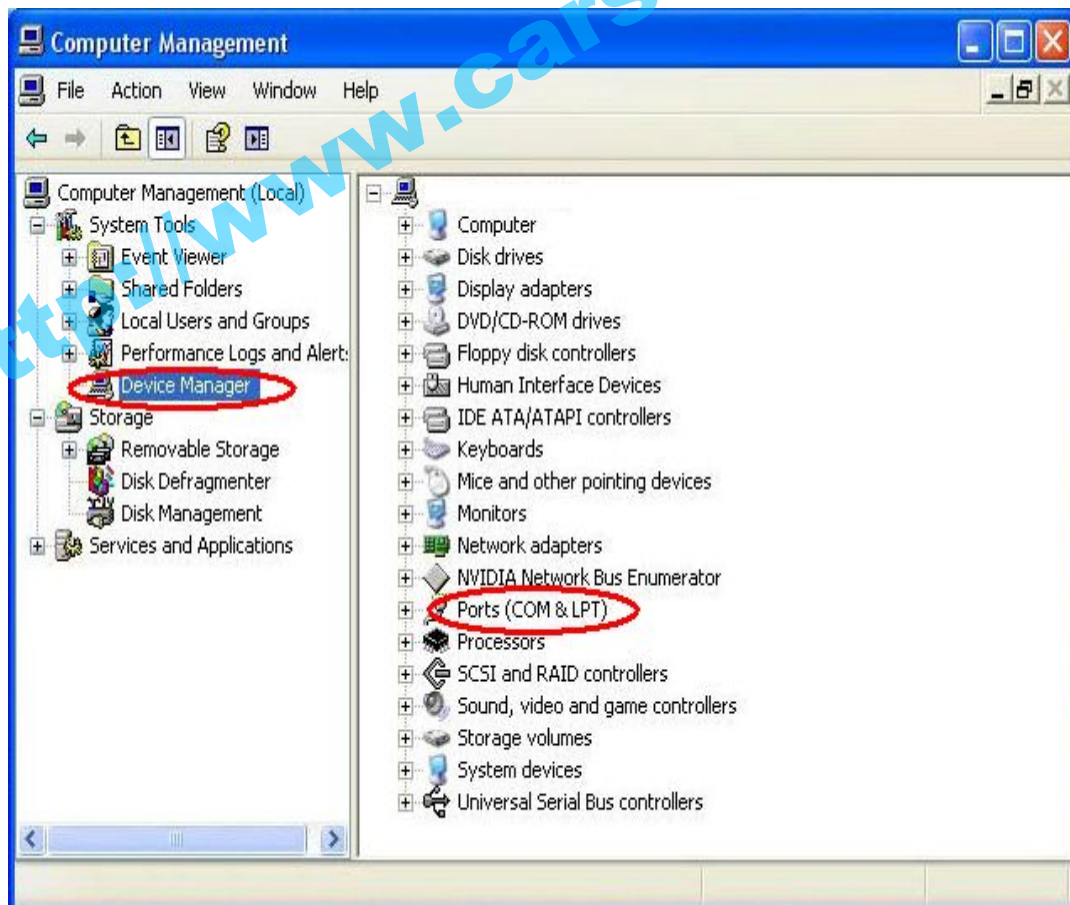 Computer Management
File Action View Window Help
Computer Management (Local)
System Tools
Event Viewer
Shared Folders
Local Users and Groups
Performance Logs and Alert
Device Manager
Storage
Removable Storage
Disk Defragmenter
Disk Management
Services and Applications
Computer
Disk drives
Display adapters
DVD/CD-ROM drives
Floppy disk controllers
Human Interface Devices
IDE ATA/ATAPI controllers
Keyboards
Mice and other pointing devices
Monitors
Network adapters
NVIDIA Network Bus Enumerator
Ports (COM & LPT)
Processors
SCSI and RAID controllers
Sound, video and game controllers
Storage volumes
System devices
Universal Serial Bus controllers
ttp://www.cars